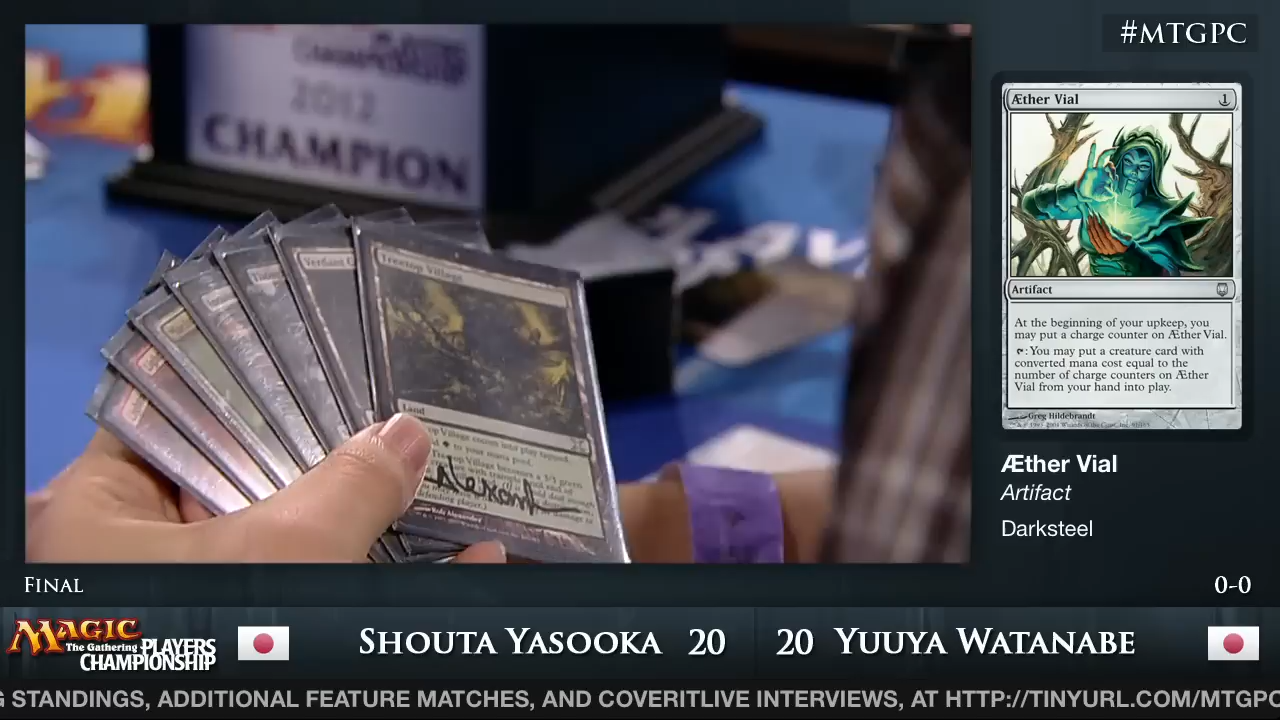 #MTGPC
CHAMPIONSHIP
2012
CHAMPION
Treetop Village
Verdant C
Land
Æther Vial 1
Artifact
At the beginning of your upkeep, you
may put a charge counter on Æther Vial.
: You may put a creature card with
converted mana cost equal to the
number of charge counters on Æther
Vial from your hand into play.
Greg Hildebrandt
Æther Vial
Artifact
Darksteel
FINAL
0-0
MAGIC
The Gathering
PLAYERS
CHAMPIONSHIP
SHOUTA YASOOKA 20
20 YUUYA WATANABE
G STANDINGS, ADDITIONAL FEATURE MATCHES, AND COVERITLIVE INTERVIEWS, AT HTTP://TINYURL.COM/MTGPC